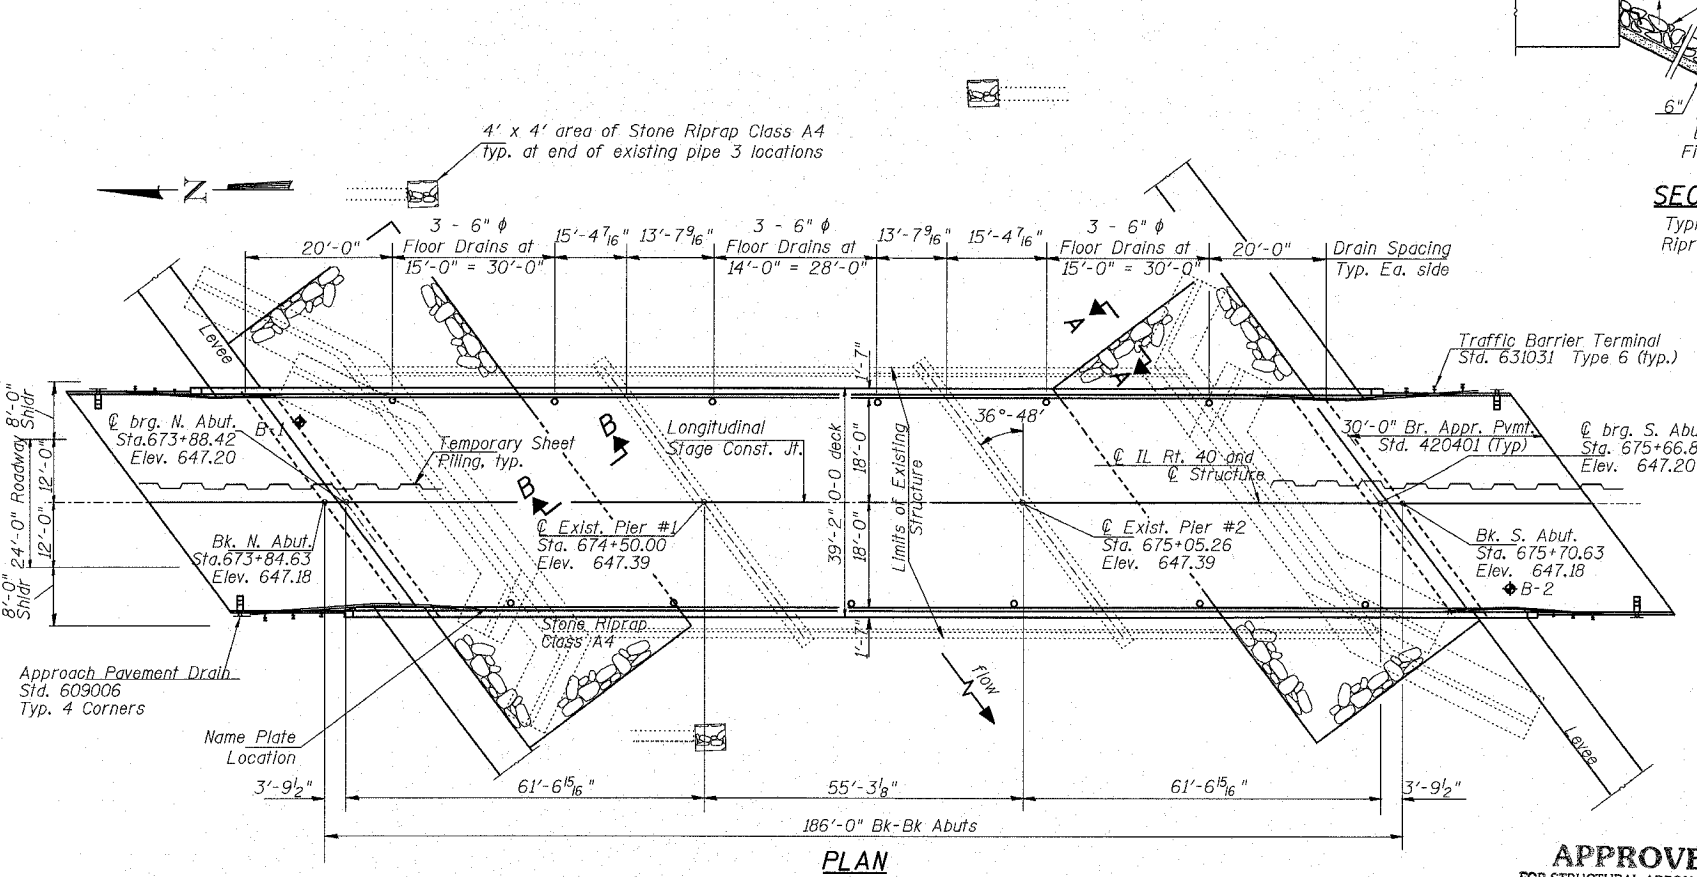 4' x 4' area of Stone Riprap Class A4
typ. at end of existing pipe 3 locations
N
20'-0"
3 - 6" φ
Floor Drains at
15'-0" = 30'-0"
15'-4 7/16"
13'-7 9/16"
3 - 6" φ
Floor Drains at
14'-0" = 28'-0"
13'-7 9/16"
15'-4 7/16"
3 - 6" φ
Floor Drains at
15'-0" = 30'-0"
20'-0"
Drain Spacing
Typ. Ea. side
6"
SEC
Typ
Ripr
Levee
A
A
1'-7"
Traffic Barrier Terminal
Std. 631031 Type 6 (typ.)
8'-0"
Shldr
24'-0" Roadway
12'-0"
12'-0"
8'-0"
Shldr
℄ brg. N. Abut.
Sta.673+88.42
Elev. 647.20
B-1
Temporary Sheet
Piling, typ.
B
B
Longitudinal
Stage Const. Jt.
39'-2" 0-0 deck
18'-0"
18'-0"
Limits of Existing
Structure
36°-48'
℄ IL Rt. 40 and
℄ Structure
30'-0" Br. Appr. Pvmt.
Std. 420401 (Typ)
℄ brg. S. Abu
Sta. 675+66.8
Elev. 647.20
Bk. N. Abut.
Sta.673+84.63
Elev. 647.18
℄ Exist. Pier #1
Sta. 674+50.00
Elev. 647.39
℄ Exist. Pier #2
Sta. 675+05.26
Elev. 647.39
Bk. S. Abut.
Sta. 675+70.63
Elev. 647.18
B-2
Stone Riprap
Class A4
1'-7"
flow
Approach Pavement Drain
Std. 609006
Typ. 4 Corners
Name Plate
Location
Levee
3'-9 1/2"
61'-6 15/16"
55'-3 1/8"
61'-6 15/16"
3'-9 1/2"
186'-0" Bk-Bk Abuts
PLAN
APPROVE